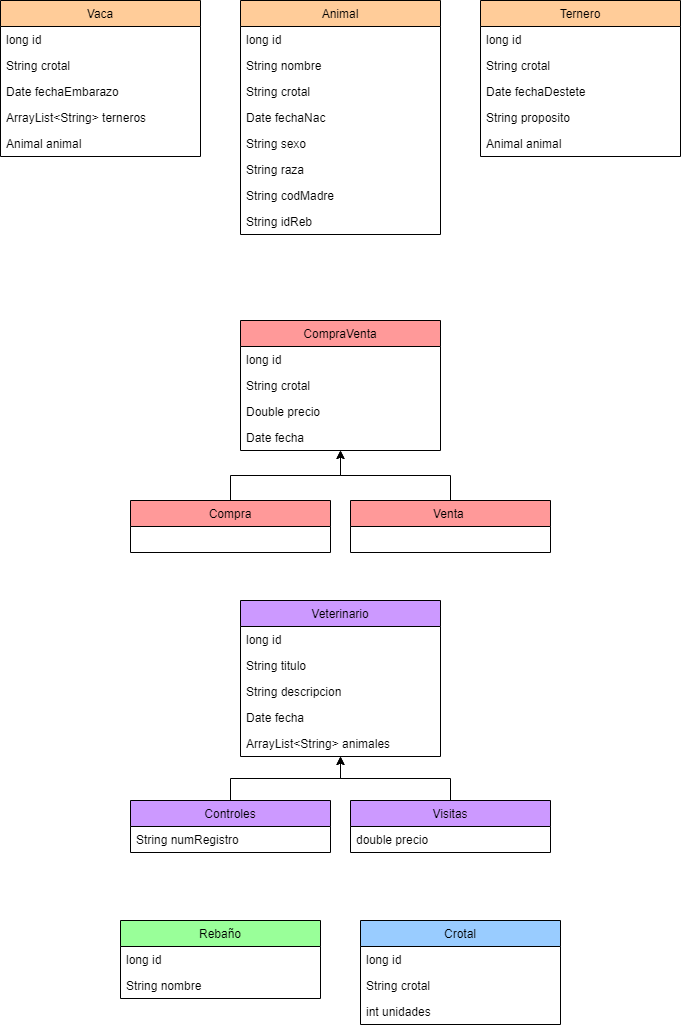 Vaca
long id
String crotal
Date fechaEmbarazo
ArrayList<String> terneros
Animal animal
Animal
long id
String nombre
String crotal
Date fechaNac
String sexo
String raza
String codMadre
String idReb
Ternero
long id
String crotal
Date fechaDestete
String proposito
Animal animal
CompraVenta
long id
String crotal
Double precio
Date fecha
Compra
Venta
Veterinario
long id
String titulo
String descripcion
Date fecha
ArrayList<String> animales
Controles
String numRegistro
Visitas
double precio
Rebaño
long id
String nombre
Crotal
long id
String crotal
int unidades